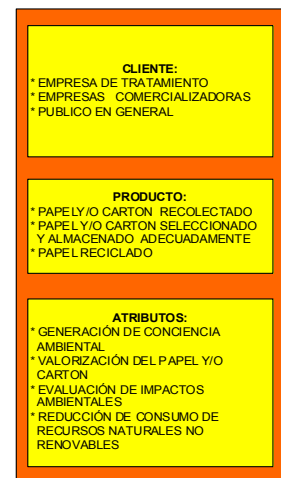 CLIENTE:
* EMPRESA DE TRATAMIENTO
* EMPRESAS COMERCIALIZADORAS
* PUBLICO EN GENERAL
PRODUCTO:
* PAPEL Y/O CARTON RECOLECTADO
* PAPEL Y/O CARTON SELECCIONADO
Y ALMACENADO ADECUADAMENTE
* PAPEL RECICLADO
ATRIBUTOS:
* GENERACIÓN DE CONCIENCIA
AMBIENTAL
* VALORIZACIÓN DEL PAPEL Y/O
CARTON
* EVALUACIÓN DE IMPACTOS
AMBIENTALES
* REDUCCIÓN DE CONSUMO DE
RECURSOS NATURALES NO
RENOVABLES